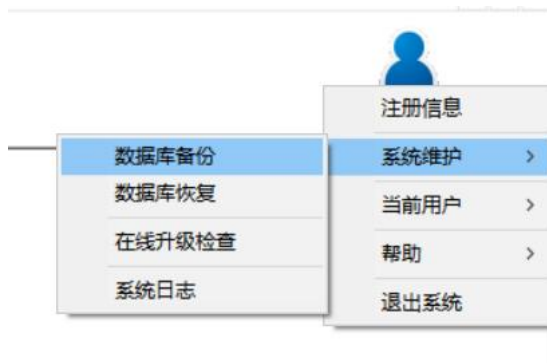 注册信息
系统维护
数据库备份
数据库恢复
在线升级检查
系统日志
当前用户
帮助
退出系统